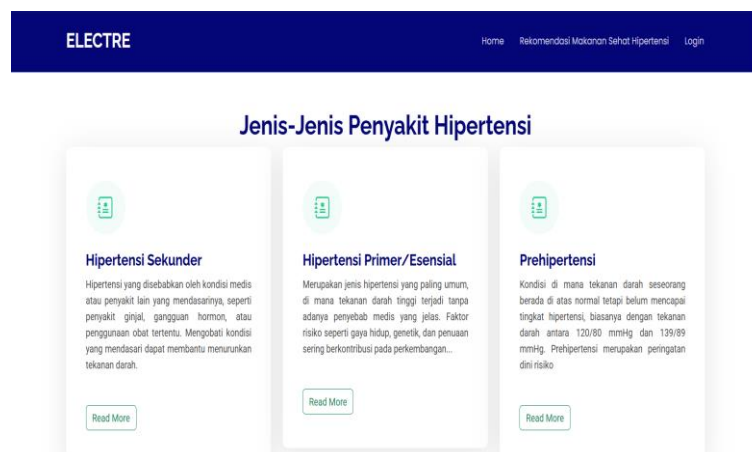 ELECTRE
Home Rekomendasi Makanan Sehat Hipertensi Login
Jenis-Jenis Penyakit Hipertensi
Hipertensi Sekunder
Hipertensi yang disebabkan oleh kondisi medis
atau penyakit lain yang mendasarinya, seperti
penyakit ginjal, gangguan hormon, atau
penggunaan obat tertentu. Mengobati kondisi
yang mendasari dapat membantu menurunkan
tekanan darah.
Read More
Hipertensi Primer/Esensial
Merupakan jenis hipertensi yang paling umum,
di mana tekanan darah tinggi terjadi tanpa
adanya penyebab medis yang jelas. Faktor
risiko seperti gaya hidup, genetik, dan penuaan
sering berkontribusi pada perkembangan...
Read More
Prehipertensi
Kondisi di mana tekanan darah seseorang
berada di atas normal tetapi belum mencapai
tingkat hipertensi, biasanya dengan tekanan
darah antara 120/80 mmHg dan 139/89
mmHg. Prehipertensi merupakan peringatan
dini risiko
Read More